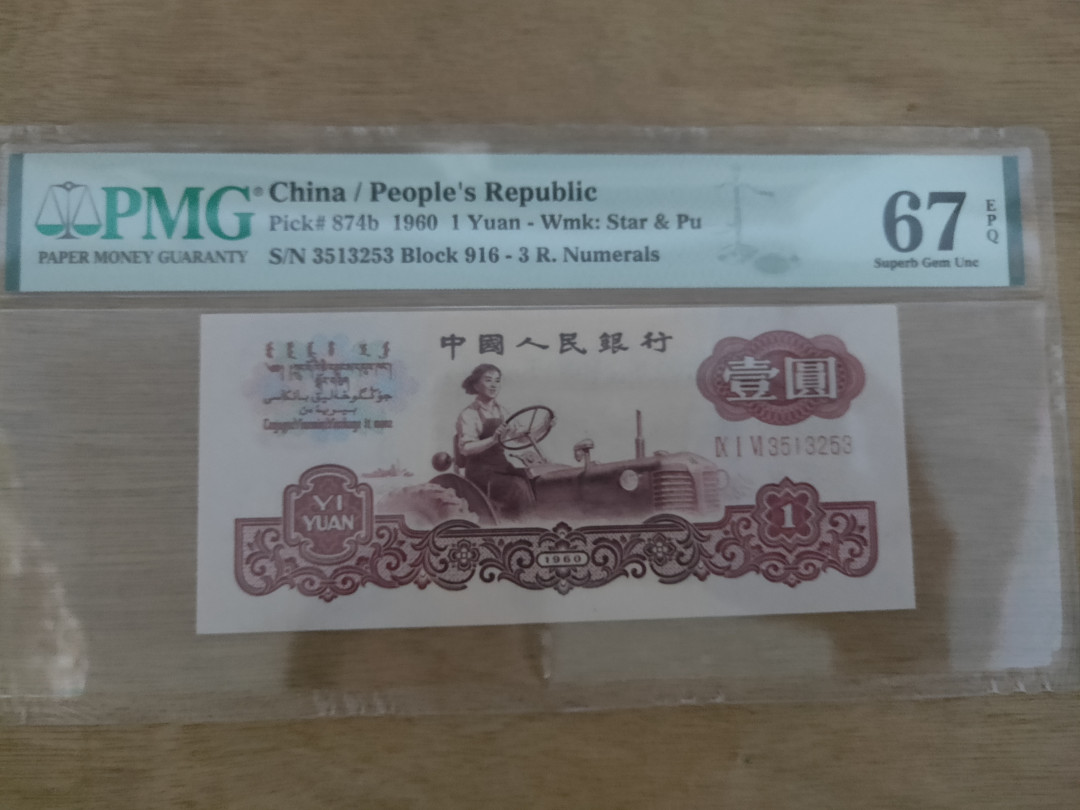 PMG®
PAPER MONEY GUARANTY
China / People's Republic
Pick# 874b 1960 1 Yuan - Wmk: Star & Pu
S/N 3513253 Block 916 - 3 R. Numerals
67
EPQ
Superb Gem Unc
中國人民銀行
壹圓
IX I VI 3513253
YI
YUAN
1
1960